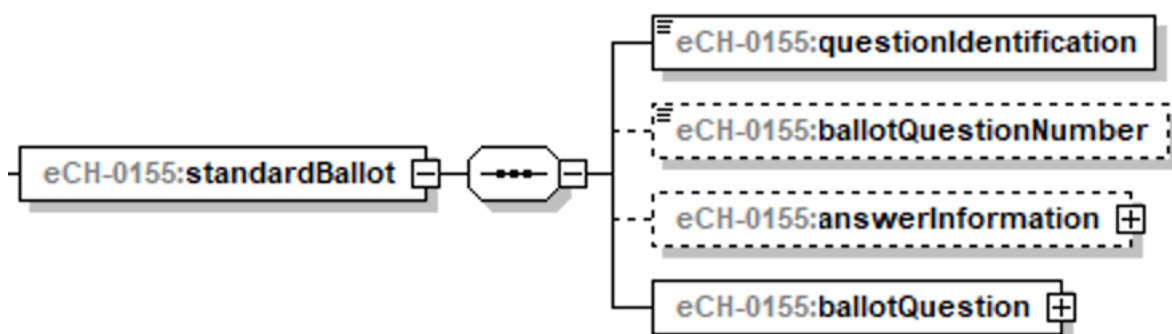 eCH-0155:questionIdentification
eCH-0155:ballotQuestionNumber
eCH-0155:standardBallot
eCH-0155:answerInformation
eCH-0155:ballotQuestion